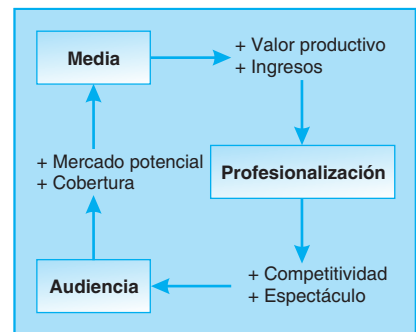 Media
+ Valor productivo
+ Ingresos
+ Mercado potencial
+ Cobertura
Profesionalización
Audiencia
+ Competitividad
+ Espectáculo